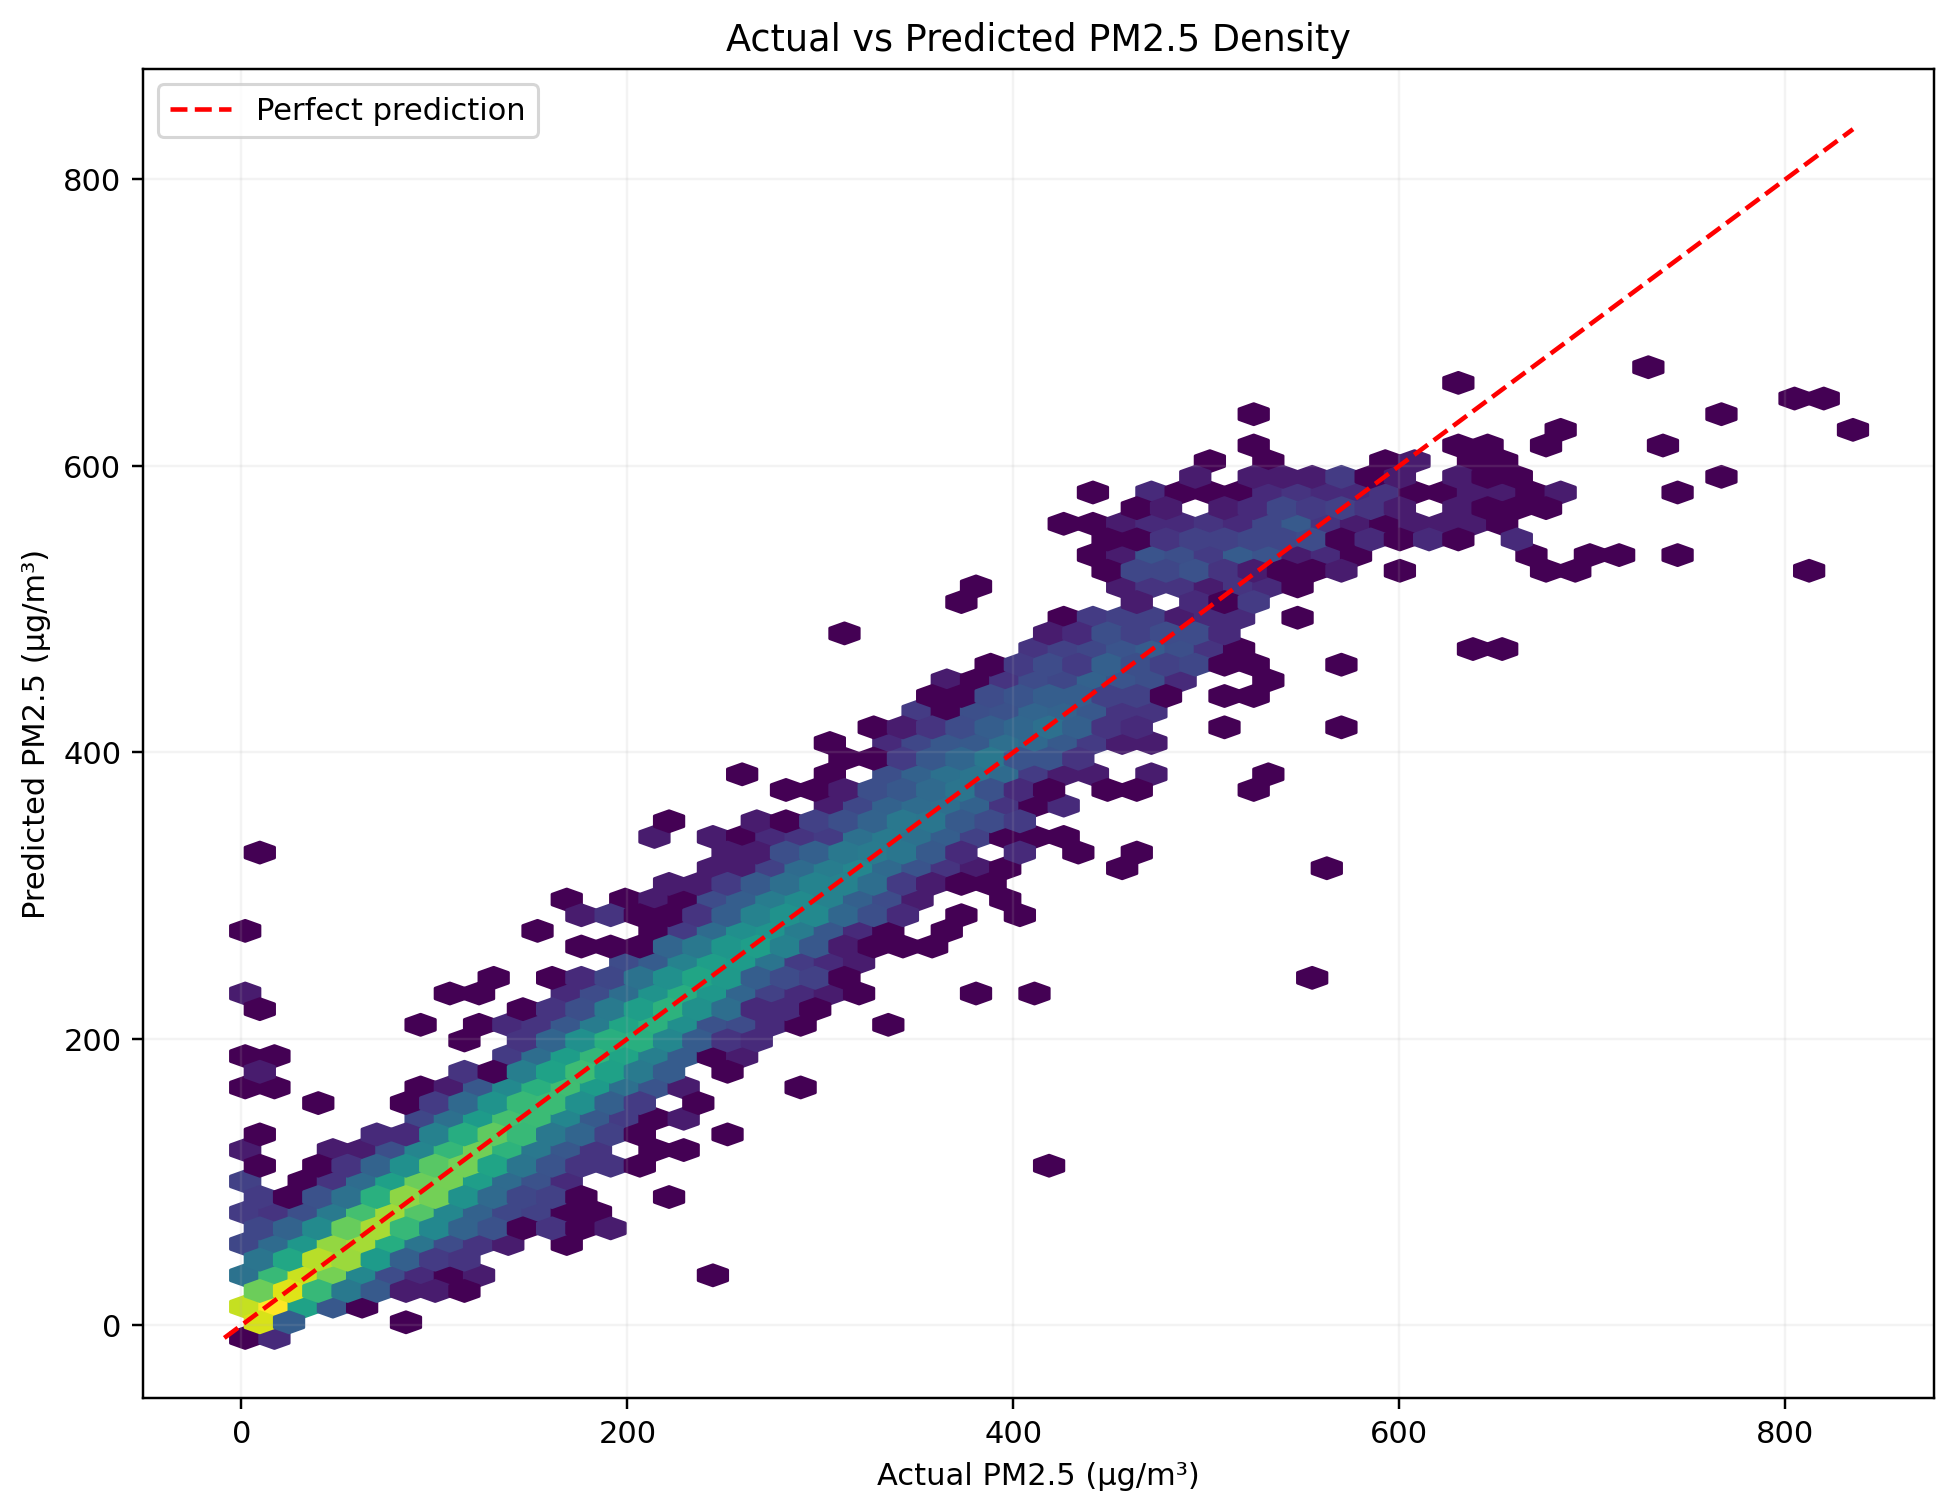 Actual vs Predicted PM2.5 Density
Perfect prediction
800
600
400
200
0
Predicted PM2.5 (µg/m³)
0 200 400 600 800
Actual PM2.5 (µg/m³)